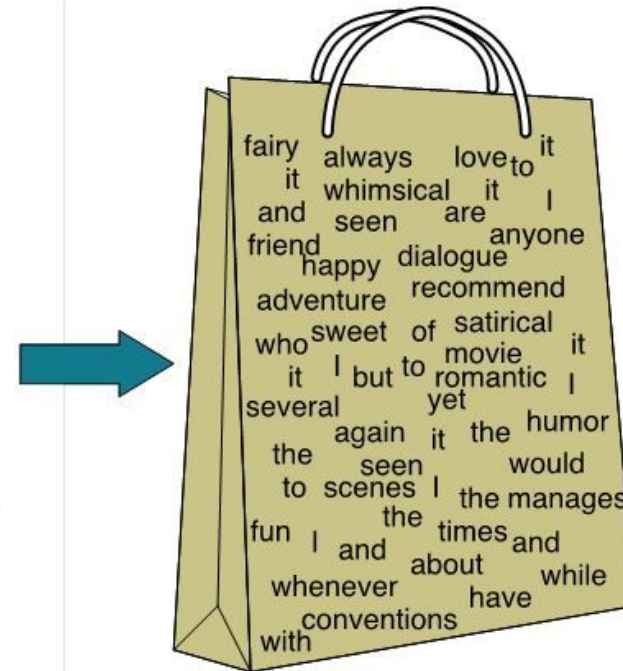 fairy always love to it
it whimsical it I
and seen are
anyone
friend
happy dialogue
adventure recommend
who sweet of satirical
it I but to movie it
romantic I
several yet
again it the humor
the seen would
to scenes I the manages
fun the times and
I and about
whenever have while
conventions
with